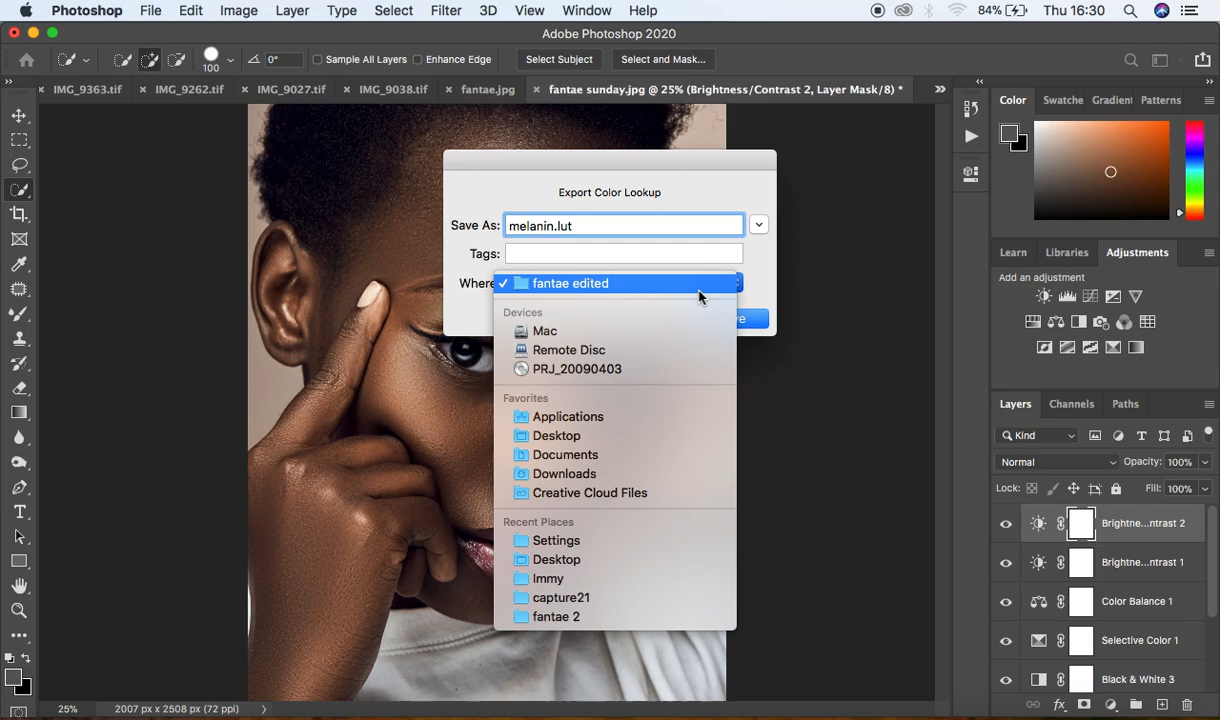 Photoshop File Edit Image Layer Type Select Filter 3D View Window Help 84% Thu 16:30
Adobe Photoshop 2020
100 0° Sample All Layers Enhance Edge Select Subject Select and Mask...
IMG_9363.tif IMG_9262.tif IMG_9027.tif IMG_9038.tif fantae.jpg fantae sunday.jpg @ 25% (Brightness/Contrast 2, Layer Mask/8) *
Color Swatche Gradient Patterns
Export Color Lookup
Save As: melanin.lut
Tags:
Where fantae edited
Devices
Mac
Remote Disc
PRJ_20090403
Favorites
Applications
Desktop
Documents
Downloads
Creative Cloud Files
Recent Places
Settings
Desktop
Immy
capture21
fantae 2
ve
Learn Libraries Adjustments
Add an adjustment
Layers Channels Paths
Kind
Normal Opacity: 100%
Lock: Fill: 100%
Brightne...ntrast 2
Brightne...ntrast 1
Color Balance 1
Selective Color 1
Black & White 3
fx
25% 2007 px x 2508 px (72 ppi)